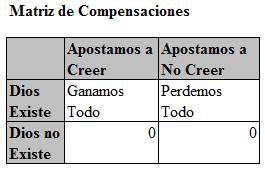 Matriz de Compensaciones
Apostamos a Apostamos a
Creer No Creer
Dios Ganamos Perdemos
Existe Todo Todo
Dios no 0 0
Existe